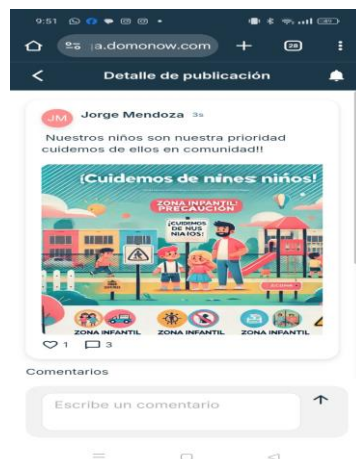 9:51
a.domonow.com
28
Detalle de publicación
JM
Jorge Mendoza 3s
Nuestros niños son nuestra prioridad
cuidemos de ellos en comunidad!!
¡Cuidemos de nines niños!
ZONA INFANTIL:
PRECAUCIÓN
¡CUIDEMOS
DE NUS
NIAIOS!
ZONA INFANTIL ZONA INFANTIL ZONA INFANTIL
1 3
Comentarios
Escribe un comentario